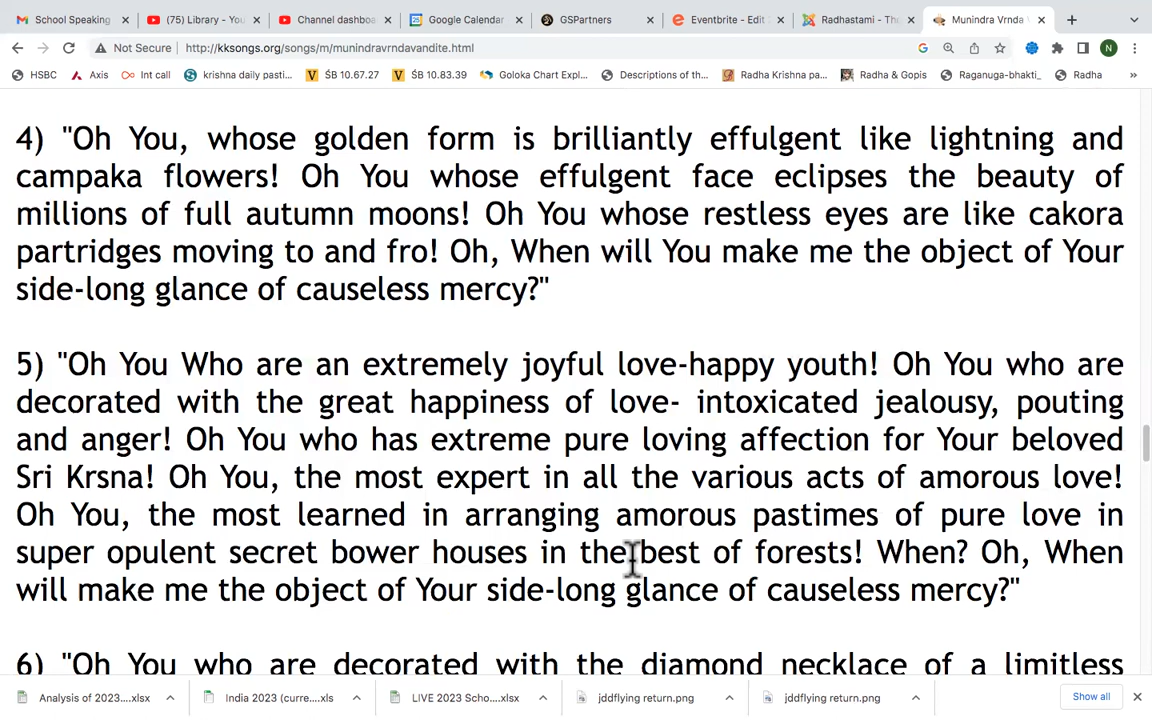 School Speaking
(75) Library - You
Channel dashboa
Google Calendar
GSPartners
Eventbrite - Edit
Radhastami - The
Munindra Vrnda V
Not Secure | http://kksongs.org/songs/m/munindravrndavandite.html
HSBC
Axis
Int call
krishna daily pasti...
ŚB 10.67.27
ŚB 10.83.39
Goloka Chart Expl...
Descriptions of th...
Radha Krishna pa...
Radha & Gopis
Raganuga-bhakti_
Radha
4) "Oh You, whose golden form is brilliantly effulgent like lightning and
campaka flowers! Oh You whose effulgent face eclipses the beauty of
millions of full autumn moons! Oh You whose restless eyes are like cakora
partridges moving to and fro! Oh, When will You make me the object of Your
side-long glance of causeless mercy?"
5) "Oh You Who are an extremely joyful love-happy youth! Oh You who are
decorated with the great happiness of love- intoxicated jealousy, pouting
and anger! Oh You who has extreme pure loving affection for Your beloved
Sri Krsna! Oh You, the most expert in all the various acts of amorous love!
Oh You, the most learned in arranging amorous pastimes of pure love in
super opulent secret bower houses in the best of forests! When? Oh, When
will make me the object of Your side-long glance of causeless mercy?"
6) "Oh You who are decorated with the diamond necklace of a limitless
Analysis of 2023....xlsx
India 2023 (curre....xls
LIVE 2023 Scho....xlsx
jddflying return.png
jddflying return.png
Show all